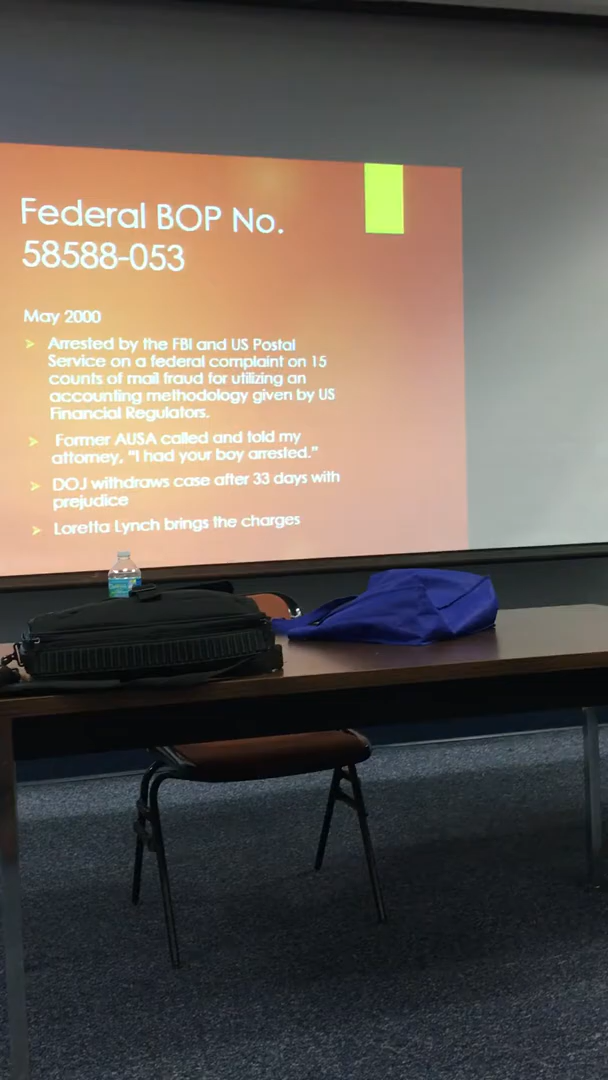 Federal BOP No.
58588-053
May 2000
Arrested by the FBI and US Postal
Service on a federal complaint on 15
counts of mail fraud for utilizing an
accounting methodology given by US
Financial Regulators.
Former AUSA called and told my
attorney, “I had your boy arrested.”
DOJ withdraws case after 33 days with
prejudice
Loretta Lynch brings the charges